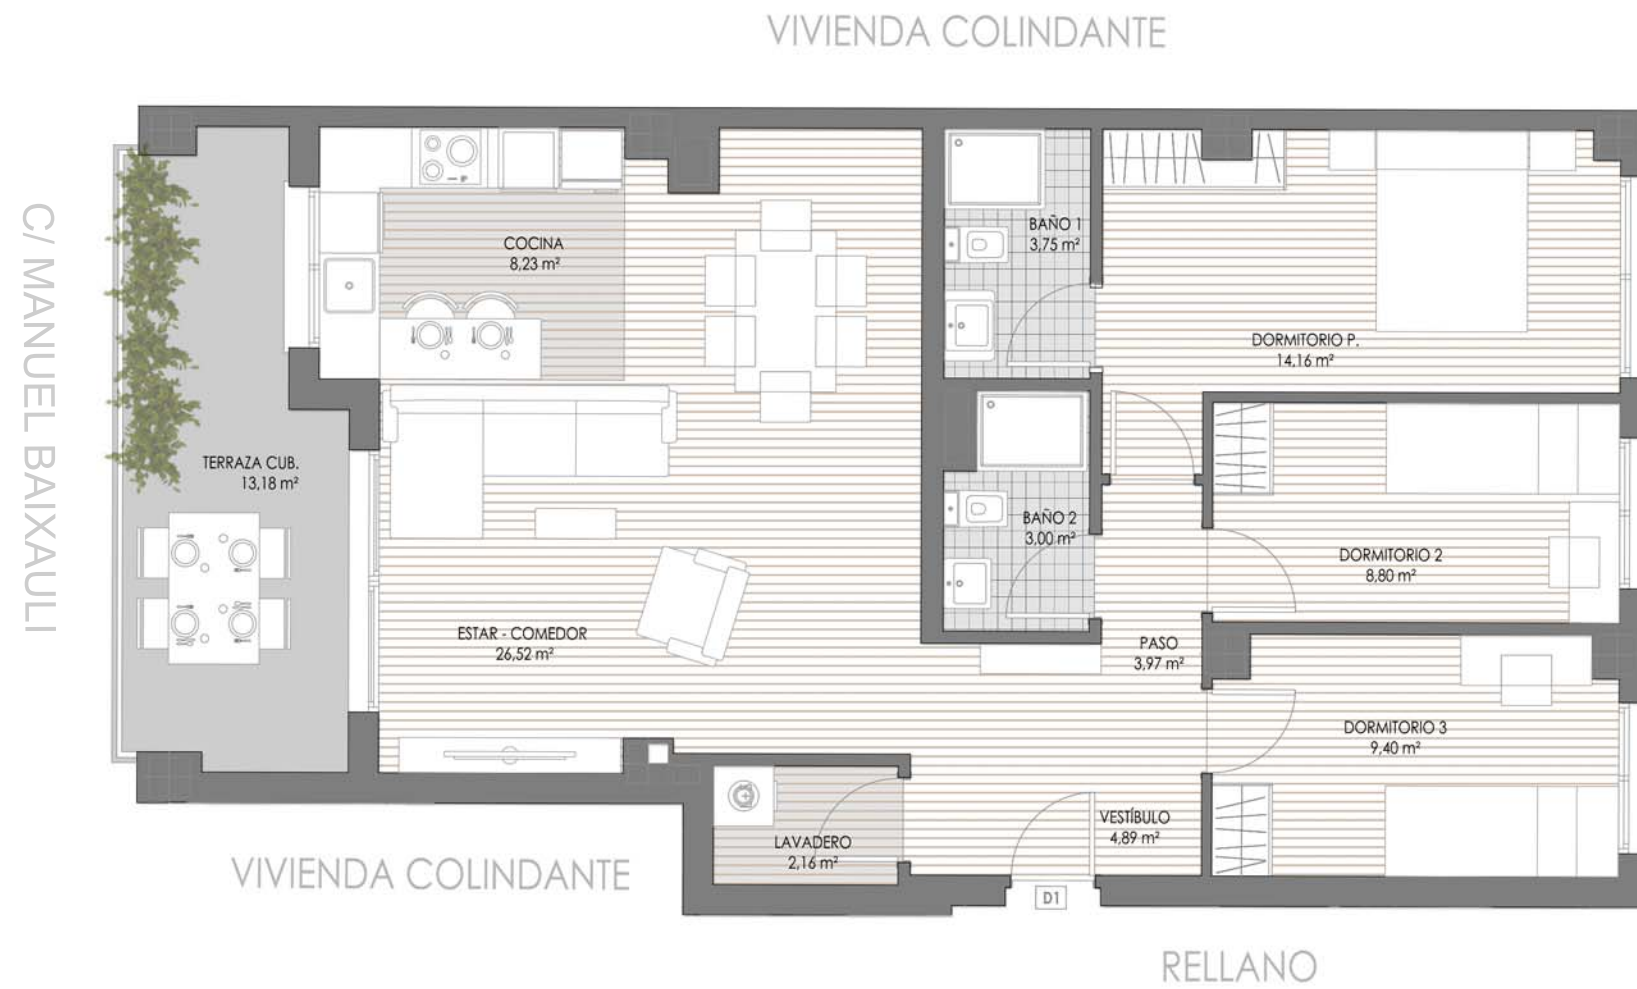 VIVIENDA COLINDANTE
C/ MANUEL BAIXAULI
COCINA
8,23 m²
BAÑO 1
3,75 m²
DORMITORIO P.
14,16 m²
TERRAZA CUB.
13,18 m²
BAÑO 2
3,00 m²
DORMITORIO 2
8,80 m²
ESTAR - COMEDOR
26,52 m²
PASO
3,97 m²
DORMITORIO 3
9,40 m²
LAVADERO
2,16 m²
VESTÍBULO
4,89 m²
VIVIENDA COLINDANTE
D1
RELLANO